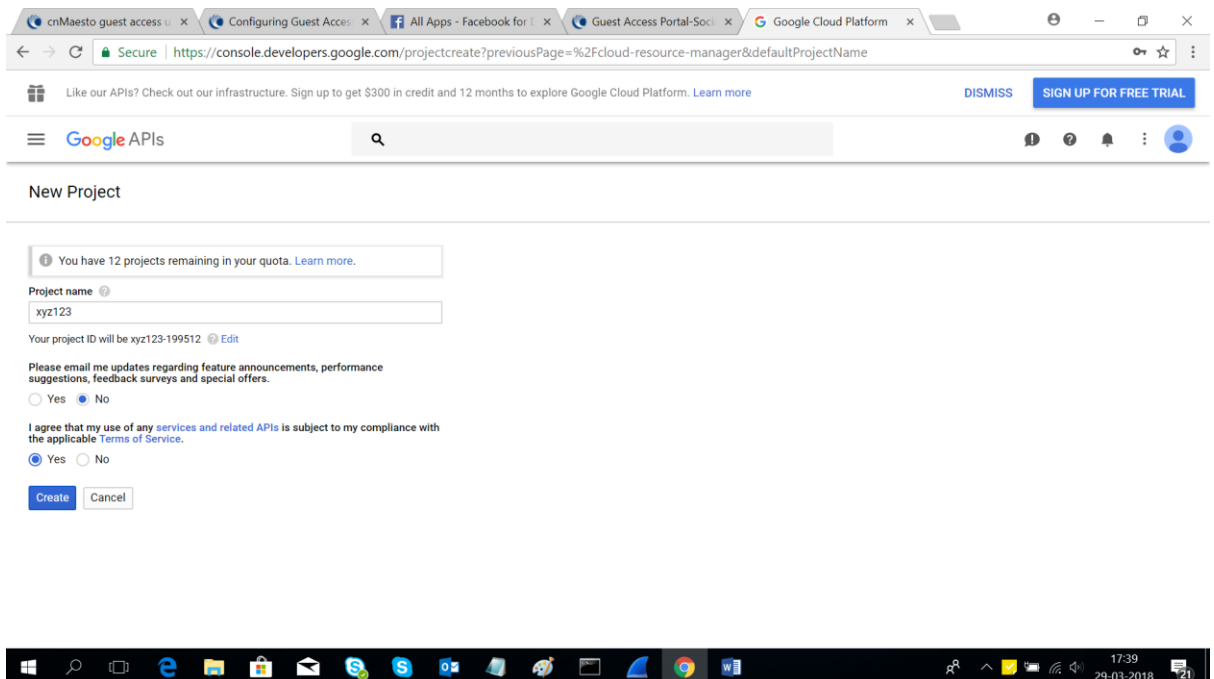 cnMaesto guest access u
Configuring Guest Acces
All Apps - Facebook for
Guest Access Portal-Soci
Google Cloud Platform
Secure https://console.developers.google.com/projectcreate?previousPage=%2Fcloud-resource-manager&defaultProjectName
Like our APIs? Check out our infrastructure. Sign up to get $300 in credit and 12 months to explore Google Cloud Platform. Learn more DISMISS SIGN UP FOR FREE TRIAL
Google APIs
New Project
You have 12 projects remaining in your quota. Learn more.
Project name
xyz123
Your project ID will be xyz123-199512 Edit
Please email me updates regarding feature announcements, performance
suggestions, feedback surveys and special offers.
Yes No
I agree that my use of any services and related APIs is subject to my compliance with
the applicable Terms of Service.
Yes No
Create Cancel
17:39
29-03-2018
21